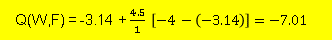 Q(W,F) = -3.14 + 4.5/1 [−4 − (−3.14)] = −7.01